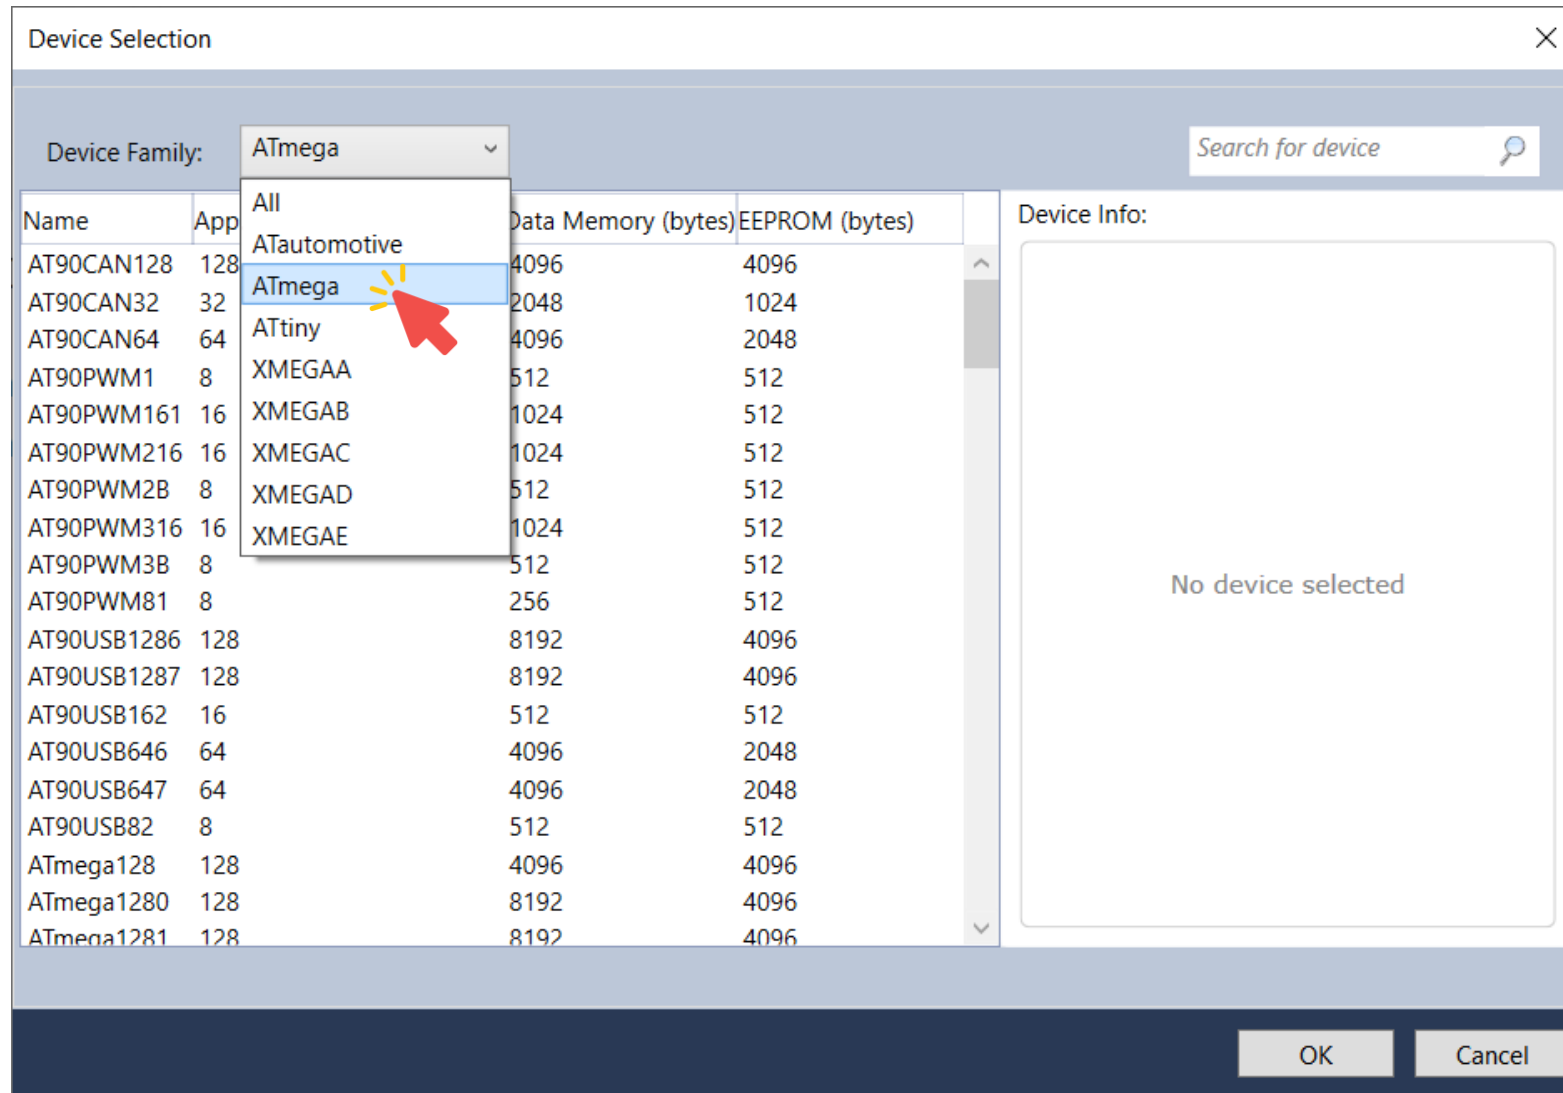 Device Selection
Device Family: ATmega Search for device
All
ATautomotive
ATmega
ATtiny
XMEGAA
XMEGAB
XMEGAC
XMEGAD
XMEGAE
Name App Data Memory (bytes) EEPROM (bytes)
AT90CAN128 128 4096 4096
AT90CAN32 32 2048 1024
AT90CAN64 64 4096 2048
AT90PWM1 8 512 512
AT90PWM161 16 1024 512
AT90PWM216 16 1024 512
AT90PWM2B 8 512 512
AT90PWM316 16 1024 512
AT90PWM3B 8 512 512
AT90PWM81 8 256 512
AT90USB1286 128 8192 4096
AT90USB1287 128 8192 4096
AT90USB162 16 512 512
AT90USB646 64 4096 2048
AT90USB647 64 4096 2048
AT90USB82 8 512 512
ATmega128 128 4096 4096
ATmega1280 128 8192 4096
ATmega1281 128 8192 4096
Device Info:
No device selected
OK Cancel